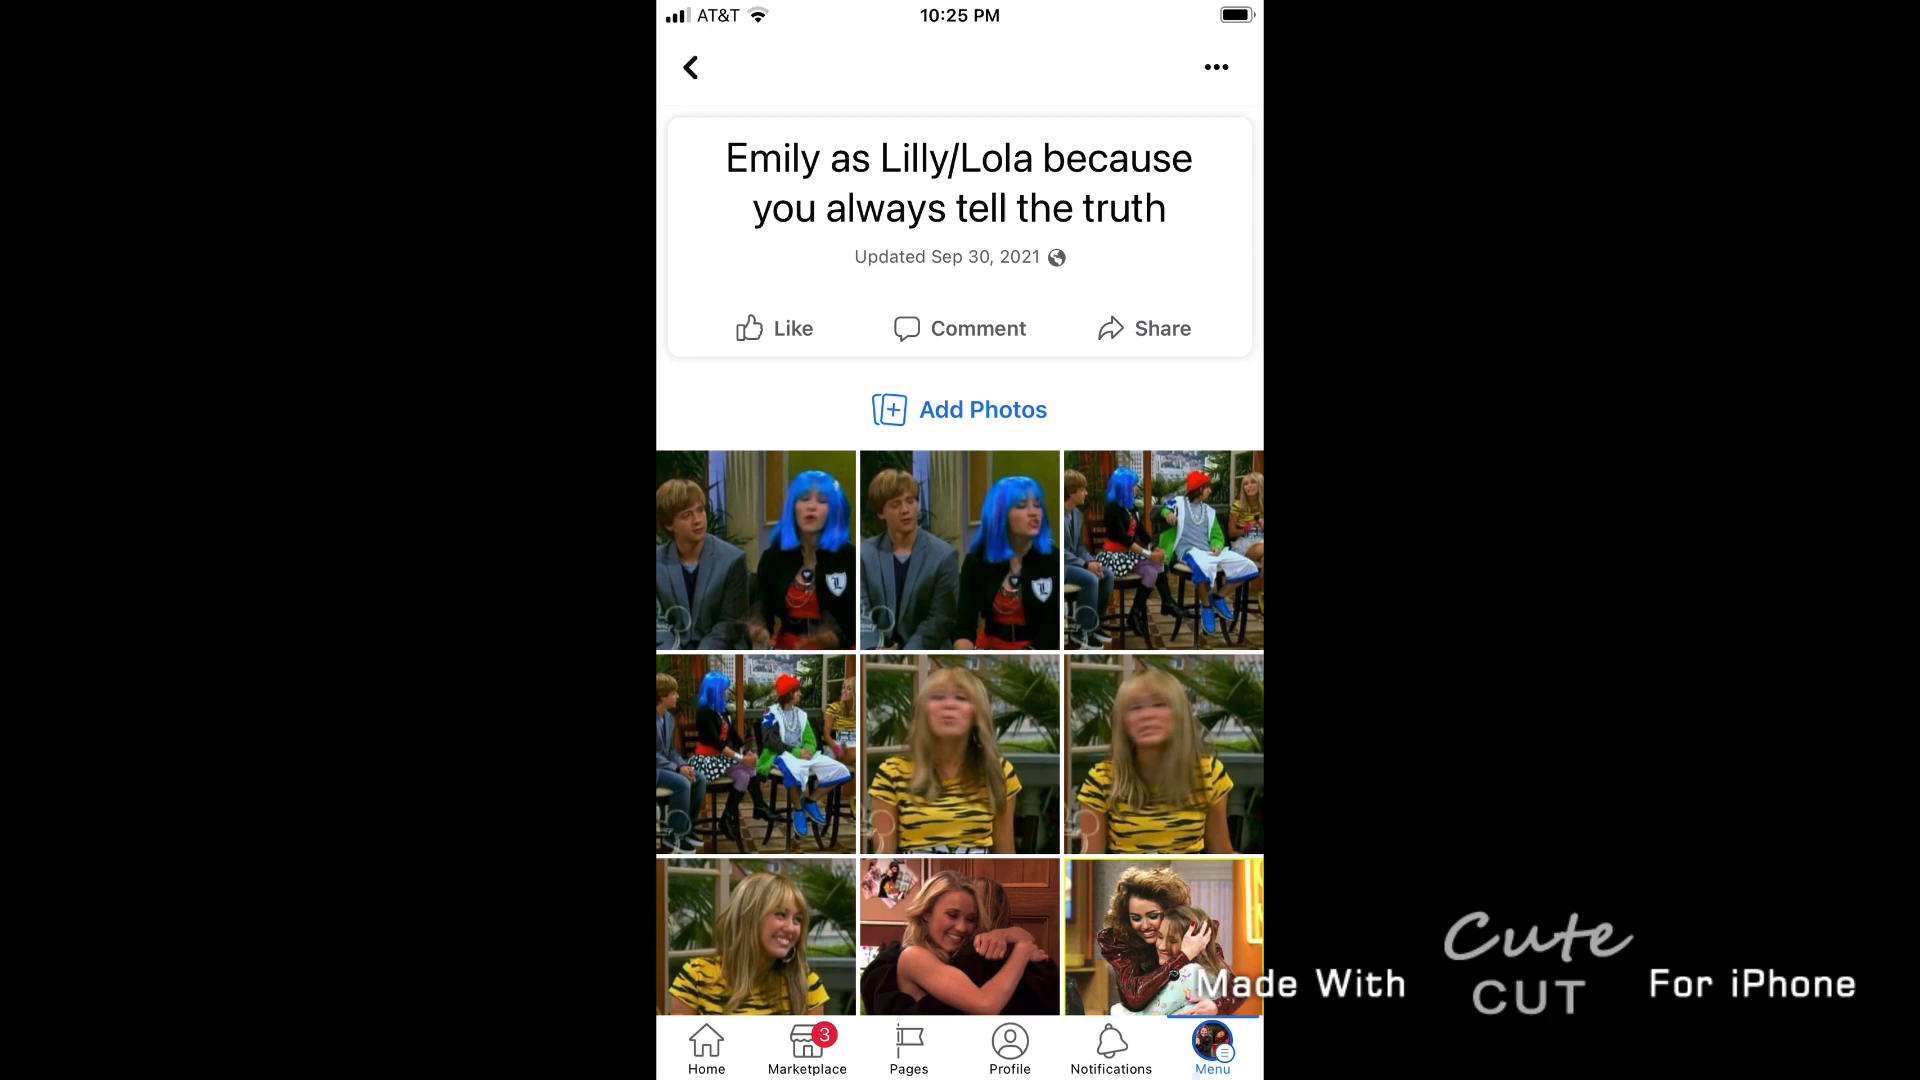 AT&T
10:25 PM
Emily as Lilly/Lola because
you always tell the truth
Updated Sep 30, 2021
Like
Comment
Share
Add Photos
L
L
Made With
Cute
CUT
For iPhone
3
Home
Marketplace
Pages
Profile
Notifications
Menu